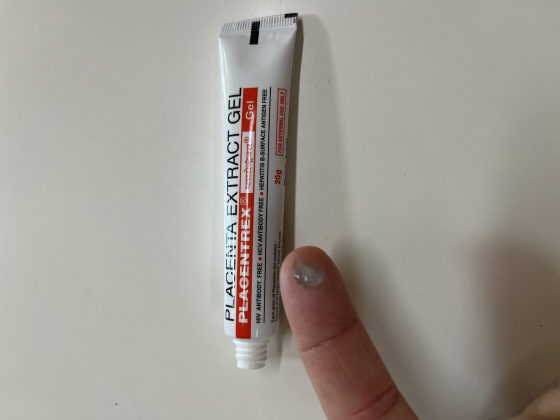 PLACENTA EXTRACT GEL
PLACENTREX® Gel
HIV ANTIBODY FREE ● HCV ANTIBODY FREE ● HEPATITIS B-SURFACE ANTIGEN FREE
20g
FOR EXTERNAL USE ONLY